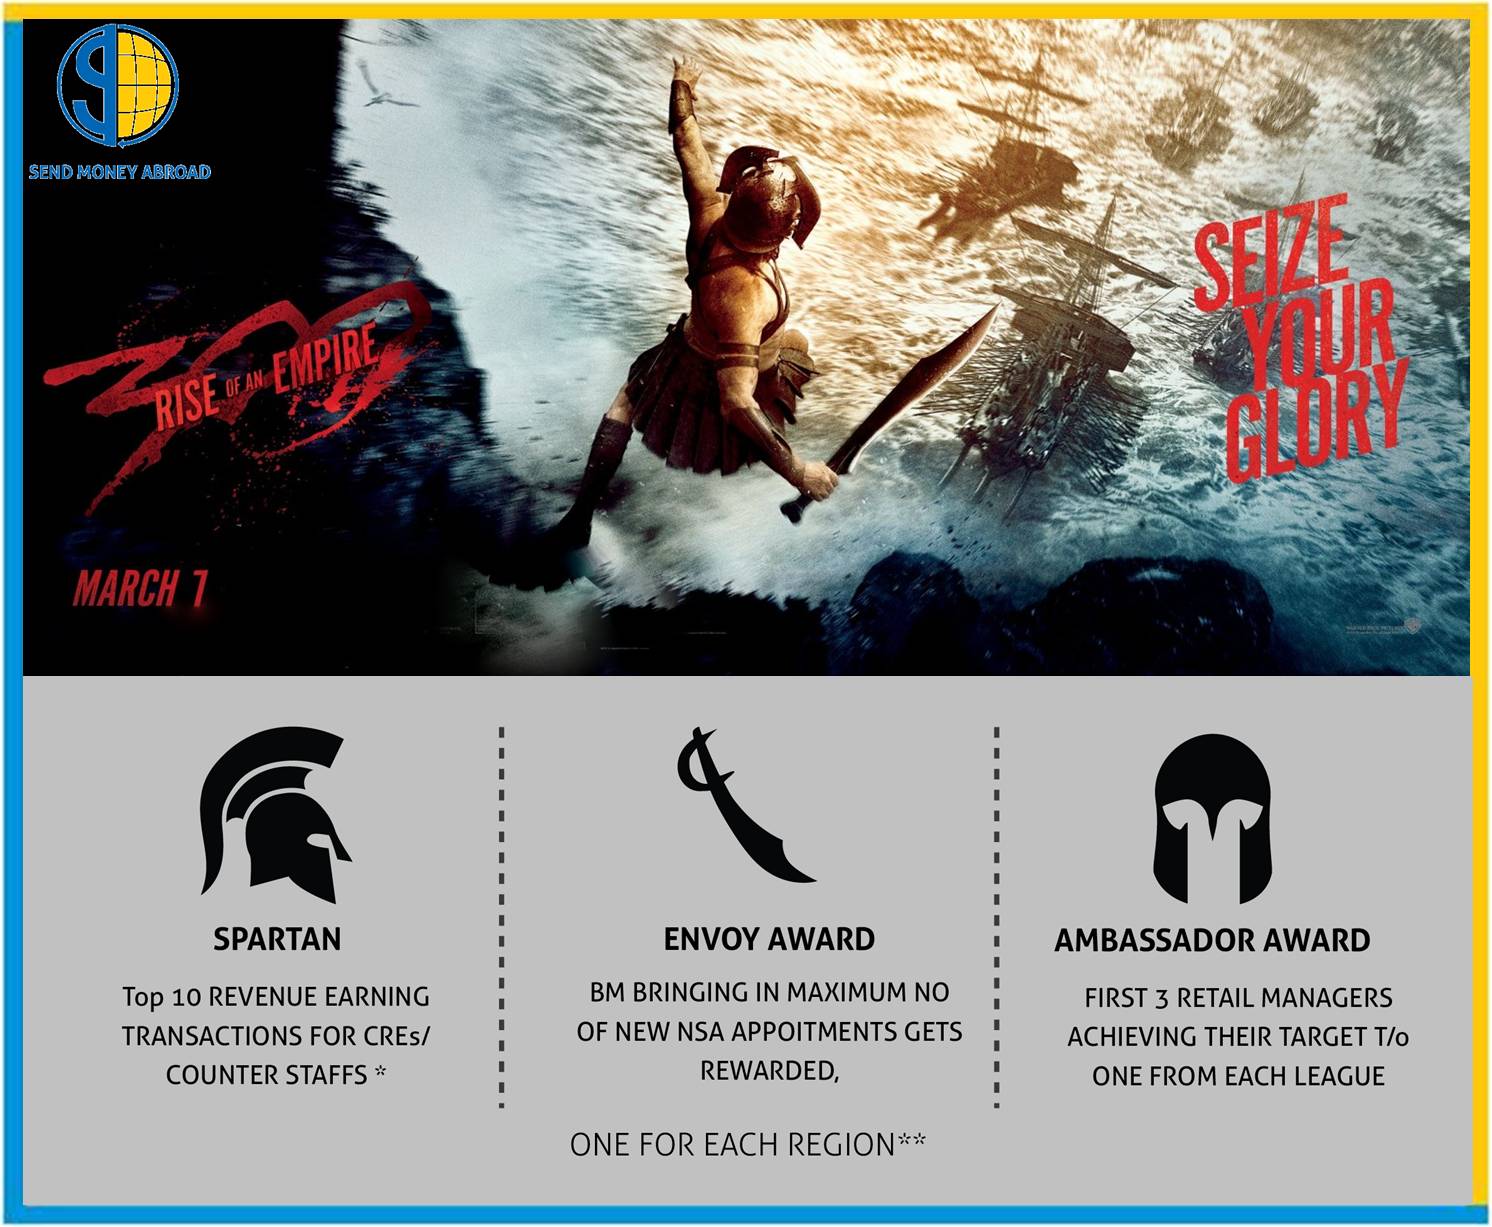 SEND MONEY ABROAD
300
RISE OF AN EMPIRE
SEIZE
YOUR
GLORY
MARCH 7
SPARTAN
Top 10 REVENUE EARNING
TRANSACTIONS FOR CREs/
COUNTER STAFFS *
ENVOY AWARD
BM BRINGING IN MAXIMUM NO
OF NEW NSA APPOITMENTS GETS
REWARDED,
AMBASSADOR AWARD
FIRST 3 RETAIL MANAGERS
ACHIEVING THEIR TARGET T/o
ONE FROM EACH LEAGUE
ONE FOR EACH REGION**